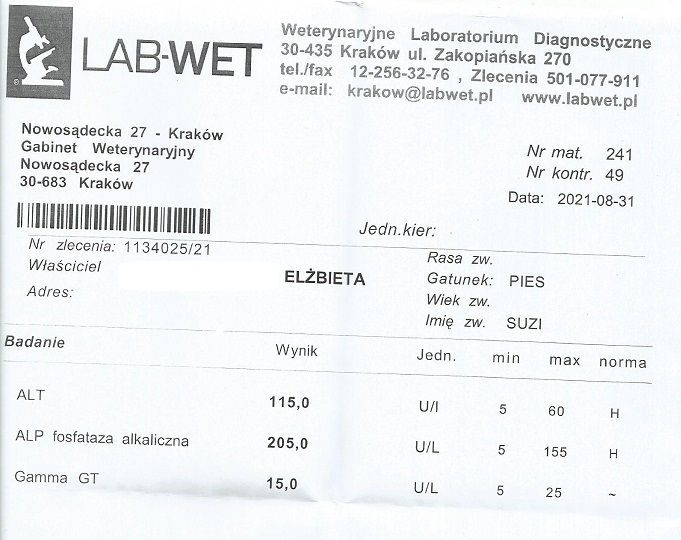 LAB-WET
Weterynaryjne Laboratorium Diagnostyczne
30-435 Kraków ul. Zakopiańska 270
tel./fax 12-256-32-76 , Zlecenia 501-077-911
e-mail: krakow@labwet.pl www.labwet.pl
Nowosądecka 27 - Kraków
Gabinet Weterynaryjny
Nowosądecka 27
30-683 Kraków
Nr mat. 241
Nr kontr. 49
Data: 2021-08-31
Jedn.kier:
Nr zlecenia: 1134025/21
Właściciel ELŻBIETA
Adres:
Rasa zw.
Gatunek: PIES
Wiek zw.
Imię zw. SUZI
Badanie Wynik Jedn. min max norma
ALT 115,0 U/l 5 60 H
ALP fosfataza alkaliczna 205,0 U/L 5 155 H
Gamma GT 15,0 U/L 5 25 ~